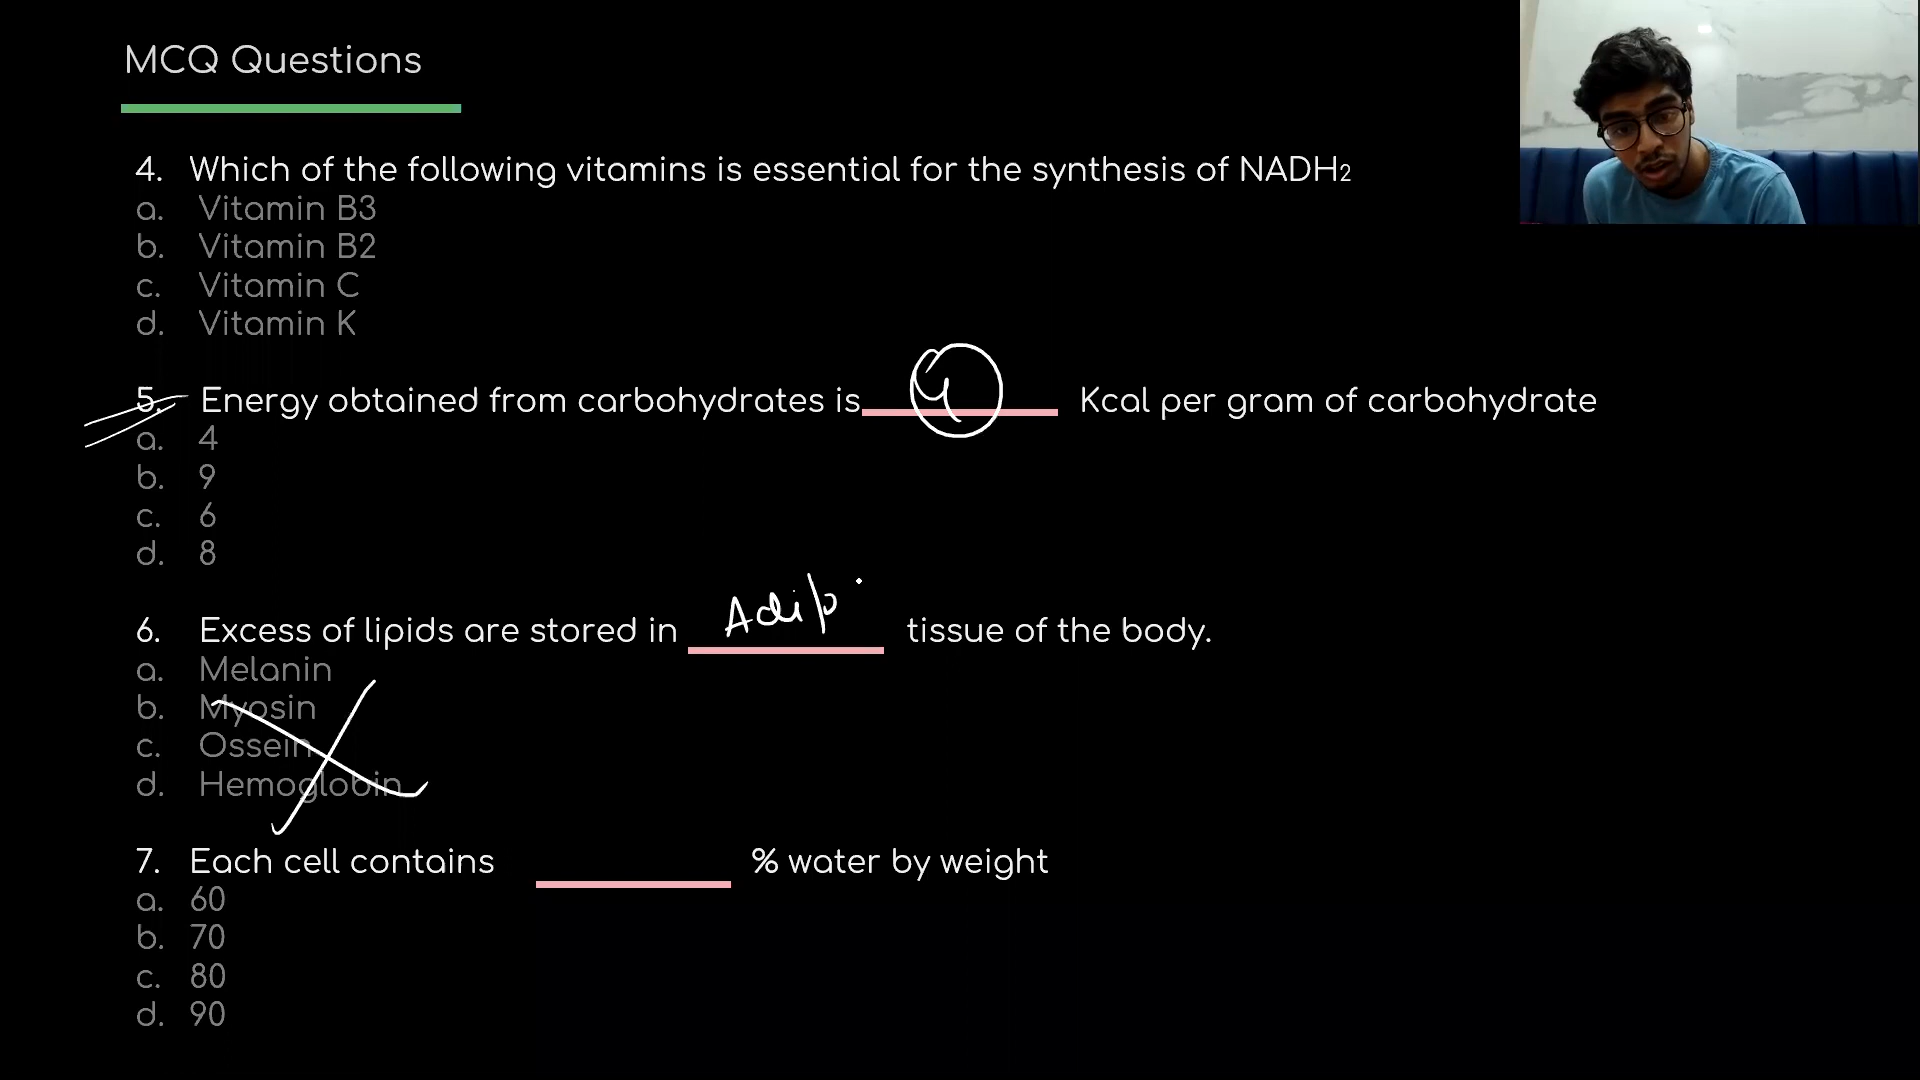 MCQ Questions
4. Which of the following vitamins is essential for the synthesis of NADH2
a. Vitamin B3
b. Vitamin B2
c. Vitamin C
d. Vitamin K
5. Energy obtained from carbohydrates is 4 Kcal per gram of carbohydrate
a. 4
b. 9
c. 6
d. 8
6. Excess of lipids are stored in Adip tissue of the body.
a. Melanin
b. Myosin
c. Ossein
d. Hemoglobin
7. Each cell contains % water by weight
a. 60
b. 70
c. 80
d. 90